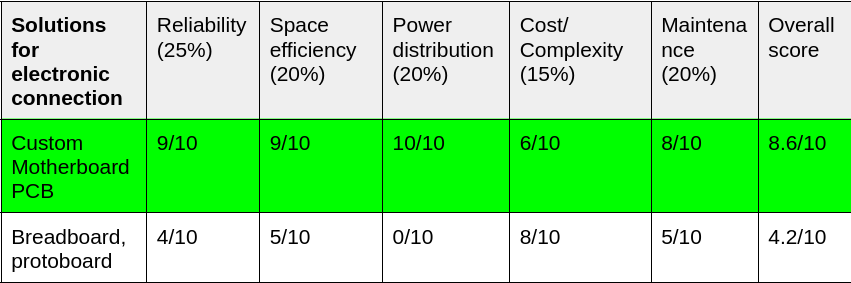 Solutions for electronic connection
Reliability (25%)
Space efficiency (20%)
Power distribution (20%)
Cost/ Complexity (15%)
Maintena nce (20%)
Overall score
Custom Motherboard PCB
9/10
9/10
10/10
6/10
8/10
8.6/10
Breadboard, protoboard
4/10
5/10
0/10
8/10
5/10
4.2/10